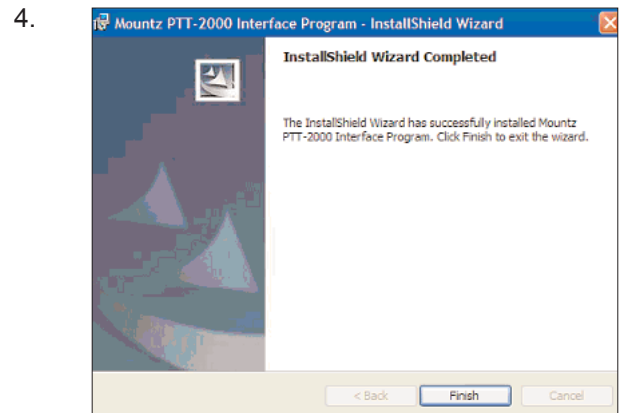 4.
Mountz PTT-2000 Interface Program - InstallShield Wizard
InstallShield Wizard Completed
The InstallShield Wizard has successfully installed Mountz
PTT-2000 Interface Program. Click Finish to exit the wizard.
< Back Finish Cancel